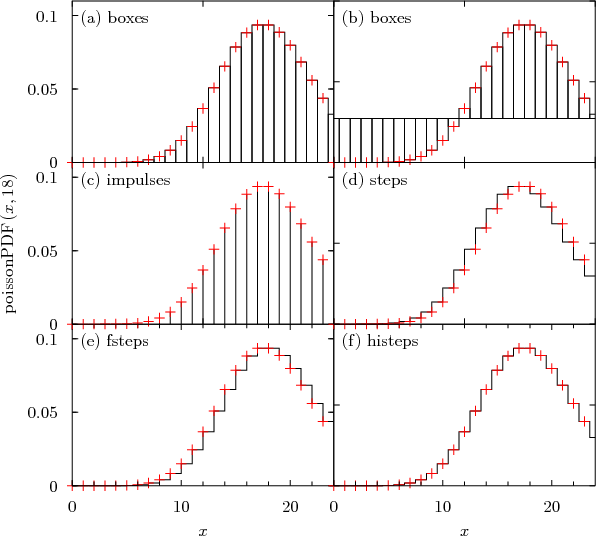 (a) boxes
(b) boxes
0.1
0.05
0
(c) impulses
(d) steps
0.1
0.05
0
poissonPDF(x,18)
(e) fsteps
(f) histeps
0.1
0.05
0
0 10 20 0 10 20
x x